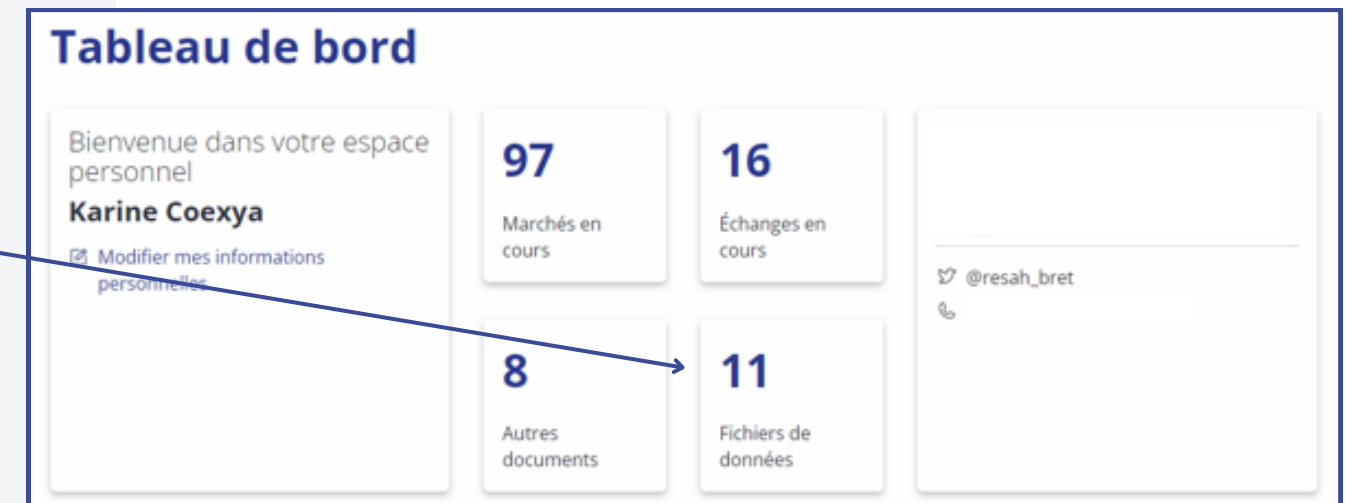 Tableau de bord
Bienvenue dans votre espace
personnel
Karine Coexya
Modifier mes informations
personnelles
97
Marchés en
cours
16
Échanges en
cours
8
Autres
documents
11
Fichiers de
données
@resah_bret